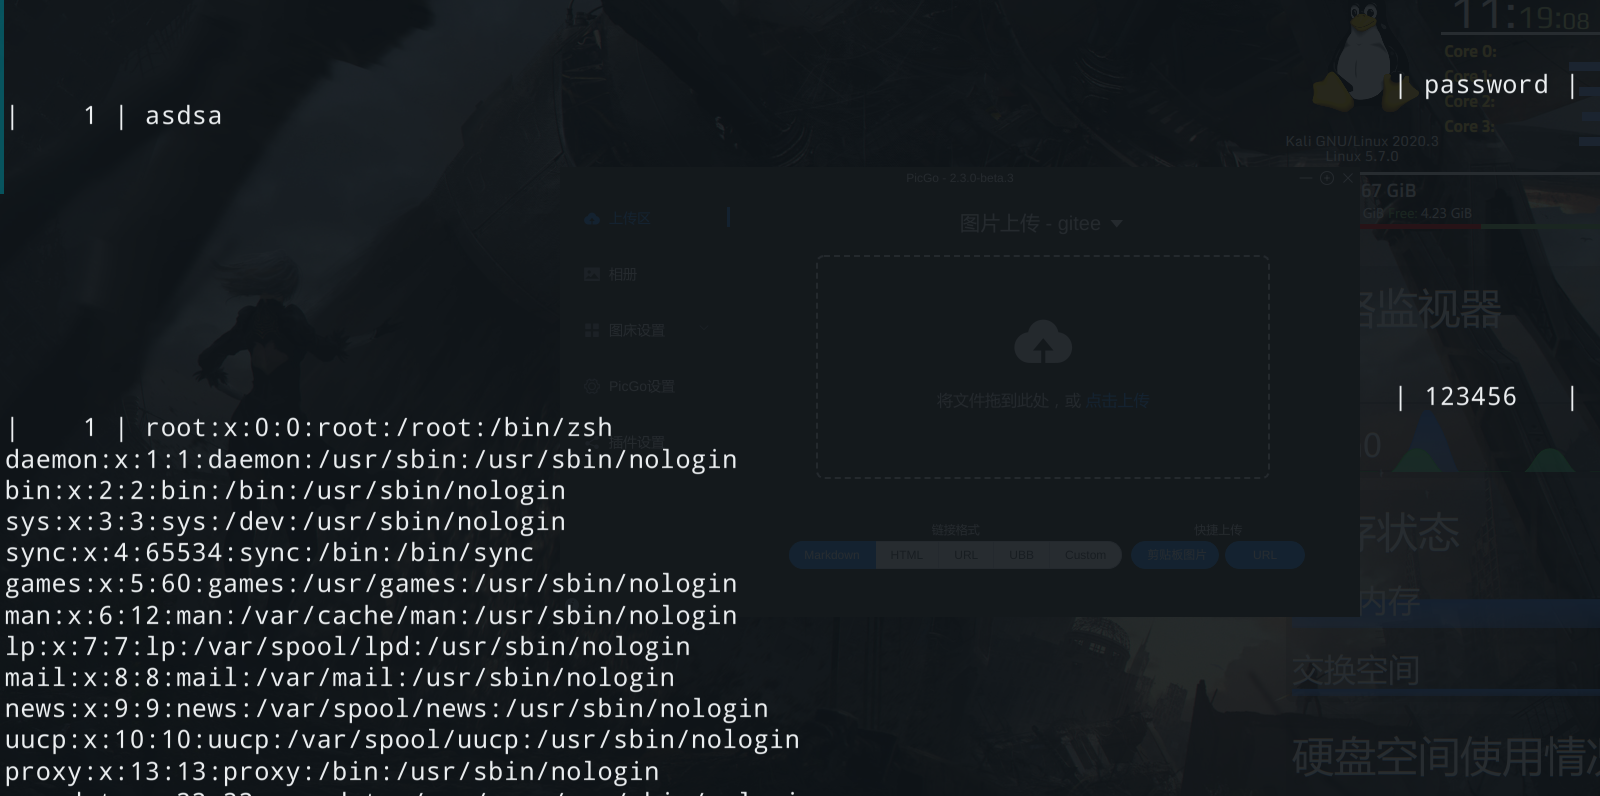 11:19:08
Core 0:
| password |
Core 2:
| 1 | asdsa
Core 3:
Kali GNU/Linux 2020.3
Linux 5.7.0
PicGo - 2.3.0-beta.3
67 GiB
GiB Free: 4.23 GiB
上传区
图片上传 - gitee
相册
监视器
图床设置
PicGo设置
将文件拖到此处，或 点击上传
| 123456 |
| 1 | root:x:0:0:root:/root:/bin/zsh
插件设置
0
daemon:x:1:1:daemon:/usr/sbin:/usr/sbin/nologin
bin:x:2:2:bin:/bin:/usr/sbin/nologin
sys:x:3:3:sys:/dev:/usr/sbin/nologin
链接格式
快捷上传
存状态
sync:x:4:65534:sync:/bin:/bin/sync
Markdown HTML URL UBB Custom 剪贴板图片 URL
games:x:5:60:games:/usr/games:/usr/sbin/nologin
内存
man:x:6:12:man:/var/cache/man:/usr/sbin/nologin
lp:x:7:7:lp:/var/spool/lpd:/usr/sbin/nologin
交换空间
mail:x:8:8:mail:/var/mail:/usr/sbin/nologin
news:x:9:9:news:/var/spool/news:/usr/sbin/nologin
uucp:x:10:10:uucp:/var/spool/uucp:/usr/sbin/nologin
硬盘空间使用情
proxy:x:13:13:proxy:/bin:/usr/sbin/nologin